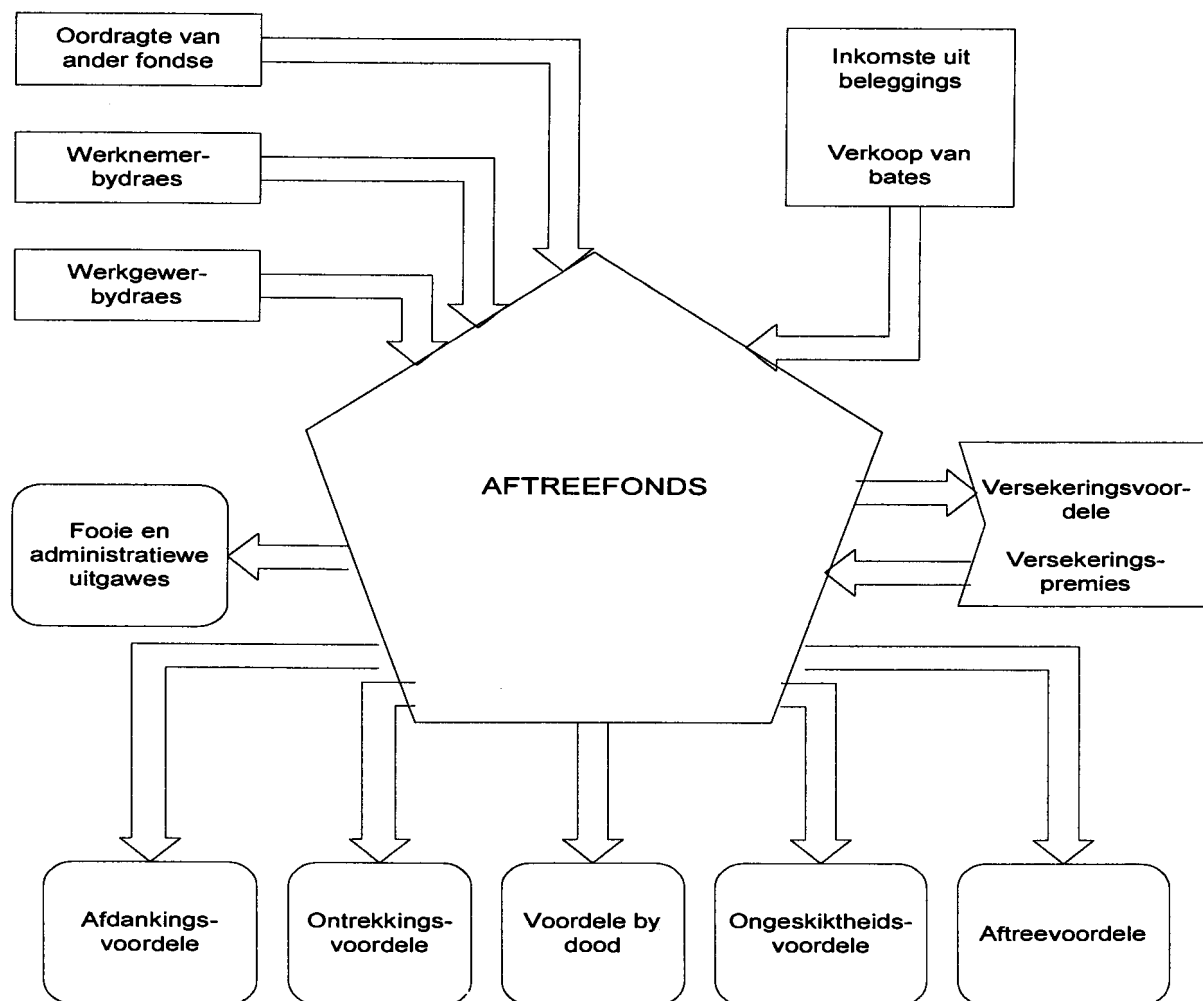 Oordragte van
ander fondse
Werknemer-
bydraes
Werkgewer-
bydraes
Inkomste uit
beleggings
Verkoop van
bates
AFTREEFONDS
Fooie en
administratiewe
uitgawes
Versekeringsvoor-
dele
Versekerings-
premies
Afdankings-
voordele
Ontrekkings-
voordele
Voordele by
dood
Ongeskiktheids-
voordele
Aftreevoordele